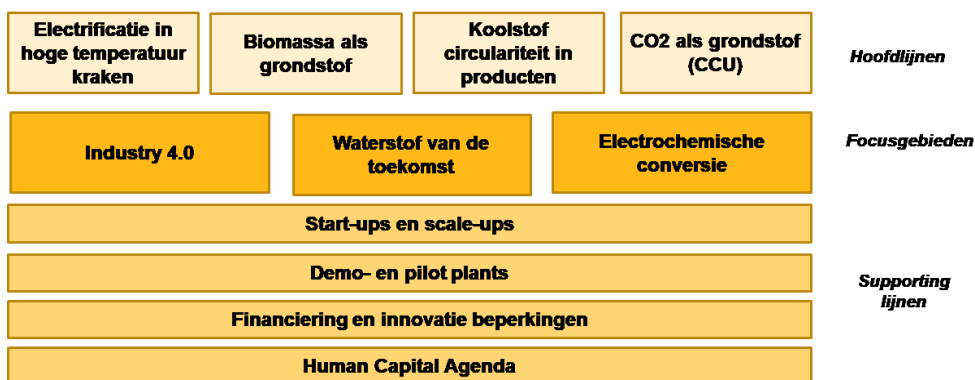 Electrificatie in
hoge temperatuur
kraken
Biomassa als
grondstof
Koolstof
circulariteit in
producten
CO2 als grondstof
(CCU)
Hoofdlijnen
Industry 4.0
Waterstof van de
toekomst
Electrochemische
conversie
Focusgebieden
Start-ups en scale-ups
Demo- en pilot plants
Financiering en innovatie beperkingen
Human Capital Agenda
Supporting
lijnen